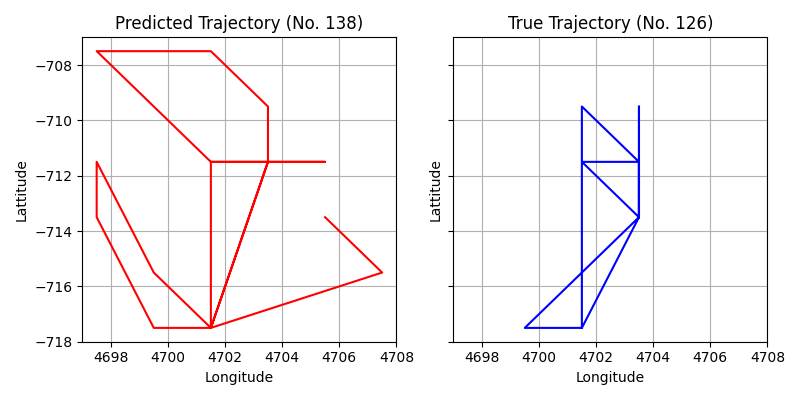 Predicted Trajectory (No. 138)
True Trajectory (No. 126)
−708
−710
−712
−714
−716
−718
Lattitude
Lattitude
4698 4700 4702 4704 4706 4708
4698 4700 4702 4704 4706 4708
Longitude
Longitude